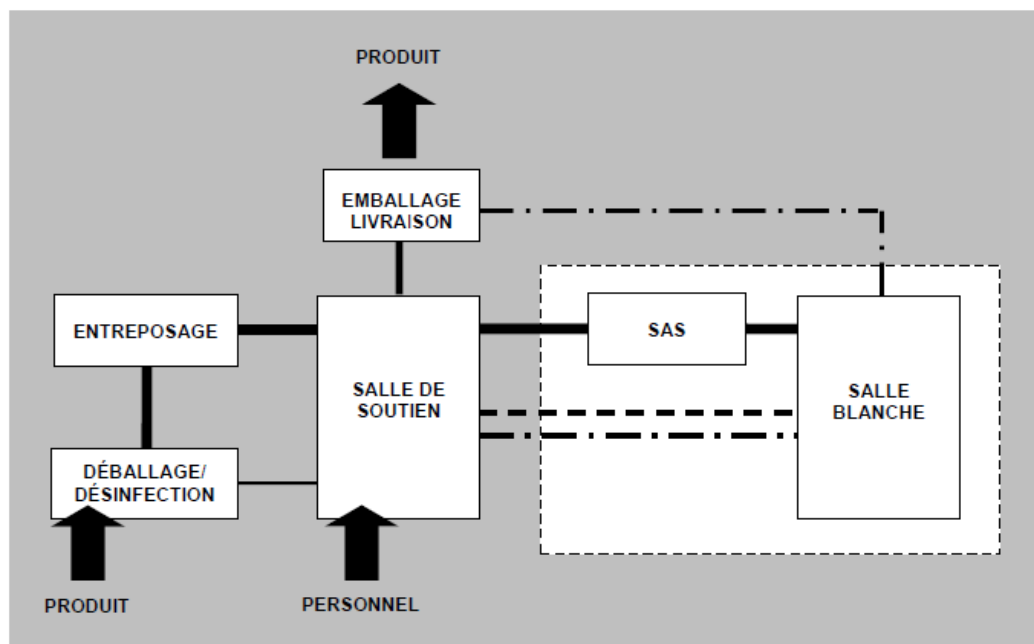 PRODUIT
EMBALLAGE
LIVRAISON
ENTREPOSAGE
SAS
SALLE DE
SOUTIEN
SALLE
BLANCHE
DÉBALLAGE/
DÉSINFECTION
PRODUIT
PERSONNEL